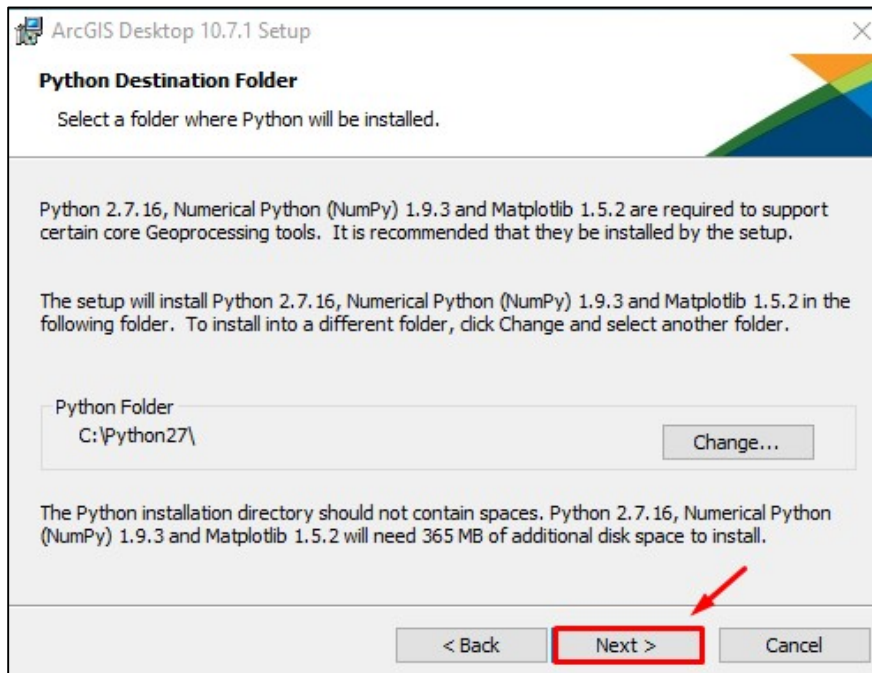 ArcGIS Desktop 10.7.1 Setup
Python Destination Folder
Select a folder where Python will be installed.
Python 2.7.16, Numerical Python (NumPy) 1.9.3 and Matplotlib 1.5.2 are required to support
certain core Geoprocessing tools.  It is recommended that they be installed by the setup.
The setup will install Python 2.7.16, Numerical Python (NumPy) 1.9.3 and Matplotlib 1.5.2 in the
following folder.  To install into a different folder, click Change and select another folder.
Python Folder
C:\Python27\
Change...
The Python installation directory should not contain spaces. Python 2.7.16, Numerical Python
(NumPy) 1.9.3 and Matplotlib 1.5.2 will need 365 MB of additional disk space to install.
< Back
Next >
Cancel